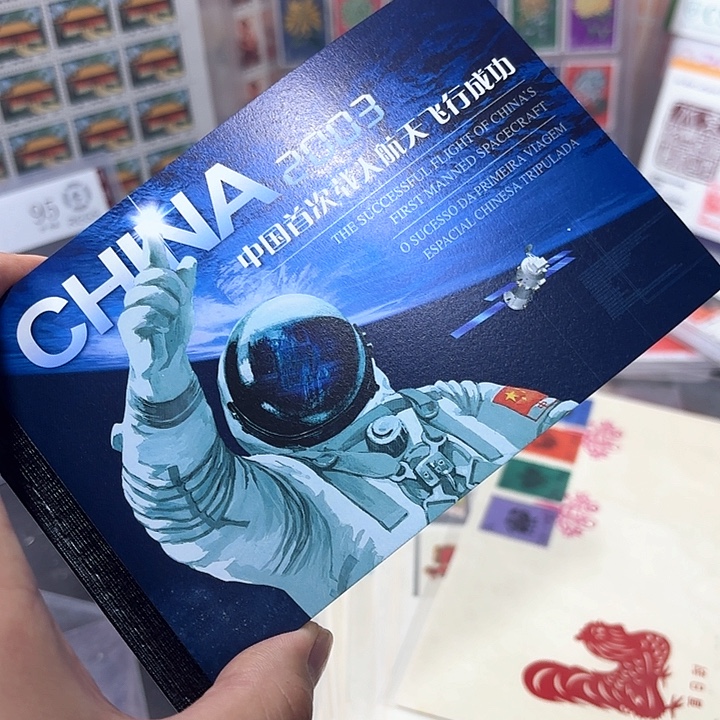 CHINA 2003
中国首次载人航天飞行成功
THE SUCCESSFUL FLIGHT OF CHINA'S
FIRST MANNED SPACECRAFT
O SUCESSO DA PRIMEIRA VIAGEM
ESPACIAL CHINESA TRIPULADA
95